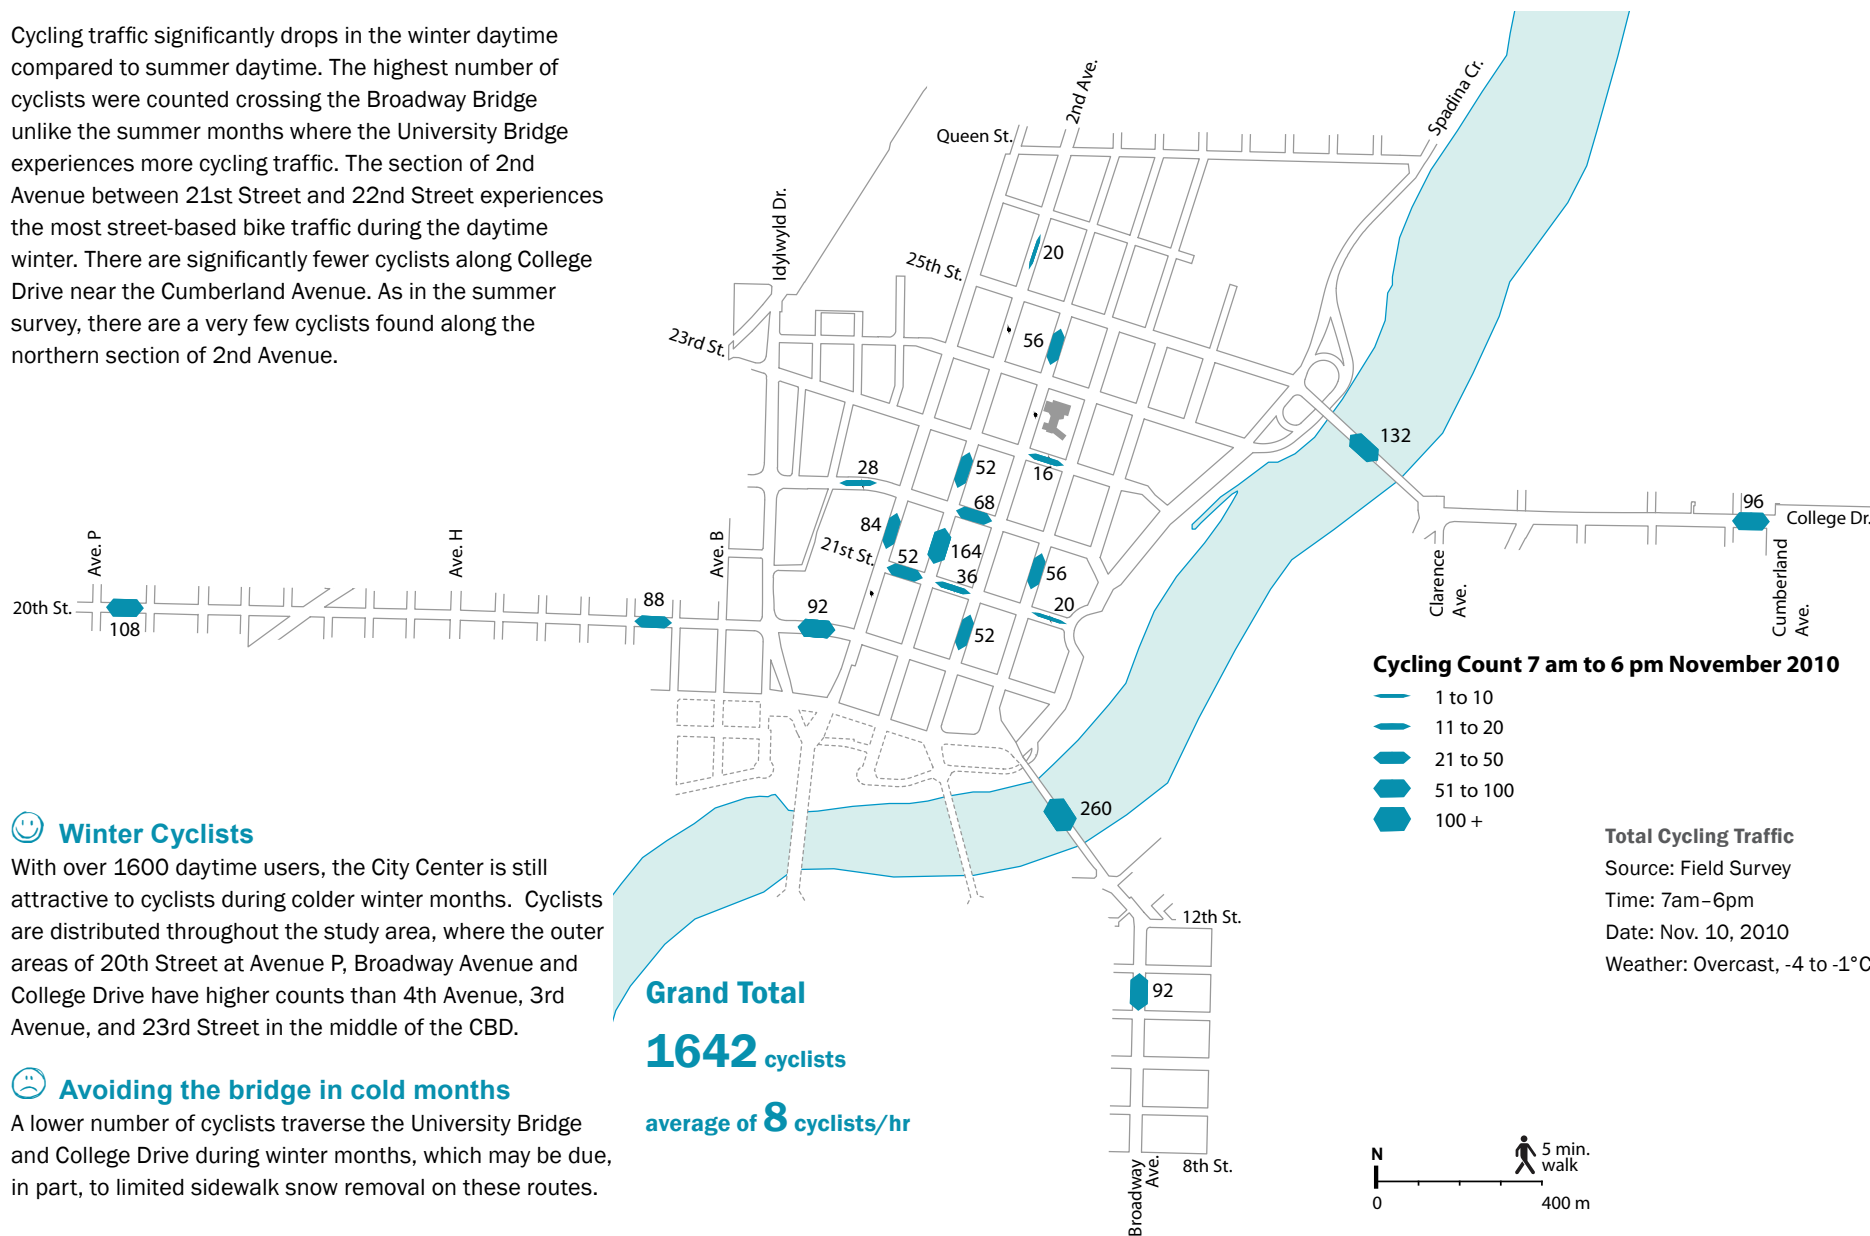 Cycling traffic significantly drops in the winter daytime
compared to summer daytime. The highest number of
cyclists were counted crossing the Broadway Bridge
unlike the summer months where the University Bridge
experiences more cycling traffic. The section of 2nd
Avenue between 21st Street and 22nd Street experiences
the most street-based bike traffic during the daytime
winter. There are significantly fewer cyclists along College
Drive near the Cumberland Avenue. As in the summer
survey, there are a very few cyclists found along the
northern section of 2nd Avenue.
Winter Cyclists
With over 1600 daytime users, the City Center is still
attractive to cyclists during colder winter months.  Cyclists
are distributed throughout the study area, where the outer
areas of 20th Street at Avenue P, Broadway Avenue and
College Drive have higher counts than 4th Avenue, 3rd
Avenue, and 23rd Street in the middle of the CBD.
Avoiding the bridge in cold months
A lower number of cyclists traverse the University Bridge
and College Drive during winter months, which may be due,
in part, to limited sidewalk snow removal on these routes.
2nd Ave.
Spadina Cr.
Queen St.
Idylwyld Dr.
20
25th St.
56
23rd St.
132
28
52
16
68
96
College Dr.
84
164
21st St.
52
36
56
Ave. P
Ave. H
Ave. B
20
20th St.
108
88
92
52
Clarence
Ave.
Cumberland
Ave.
260
12th St.
92
8th St.
Broadway
Ave.
Cycling Count 7 am to 6 pm November 2010
1 to 10
11 to 20
21 to 50
51 to 100
100 +
Total Cycling Traffic
Source: Field Survey
Time: 7am–6pm
Date: Nov. 10, 2010
Weather: Overcast, -4 to -1°C
Grand Total
1642 cyclists
average of 8 cyclists/hr
N
5 min.
walk
0
400 m